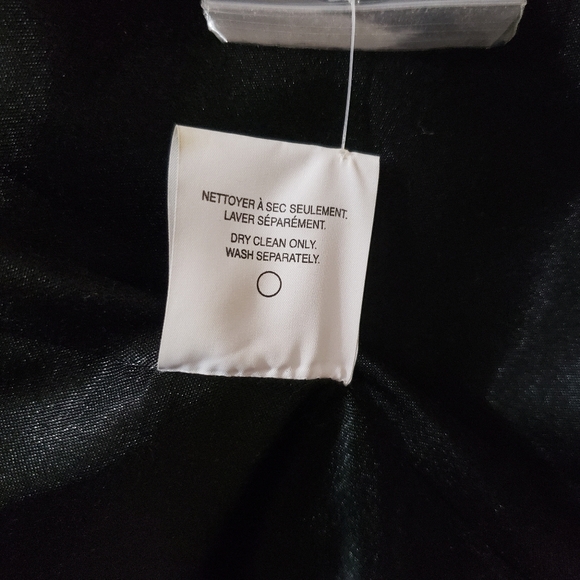 NETTOYER À SEC SEULEMENT.
LAVER SÉPARÉMENT.
DRY CLEAN ONLY.
WASH SEPARATELY.